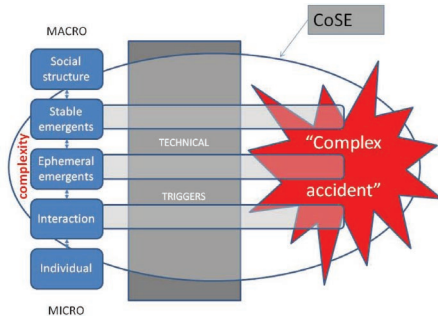 CoSE
MACRO
Social
structure
Stable
emergents
complexity
Ephemeral
emergents
Interaction
Individual
MICRO
TECHNICAL
TRIGGERS
“Complex
accident”